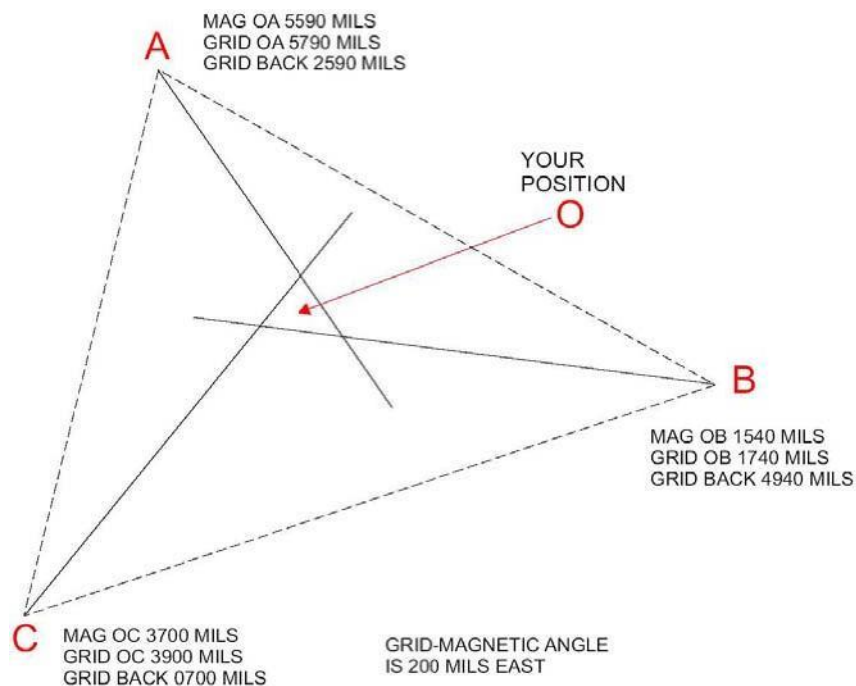 A
MAG OA 5590 MILS
GRID OA 5790 MILS
GRID BACK 2590 MILS
YOUR
POSITION
O
B
MAG OB 1540 MILS
GRID OB 1740 MILS
GRID BACK 4940 MILS
C
MAG OC 3700 MILS
GRID OC 3900 MILS
GRID BACK 0700 MILS
GRID-MAGNETIC ANGLE
IS 200 MILS EAST